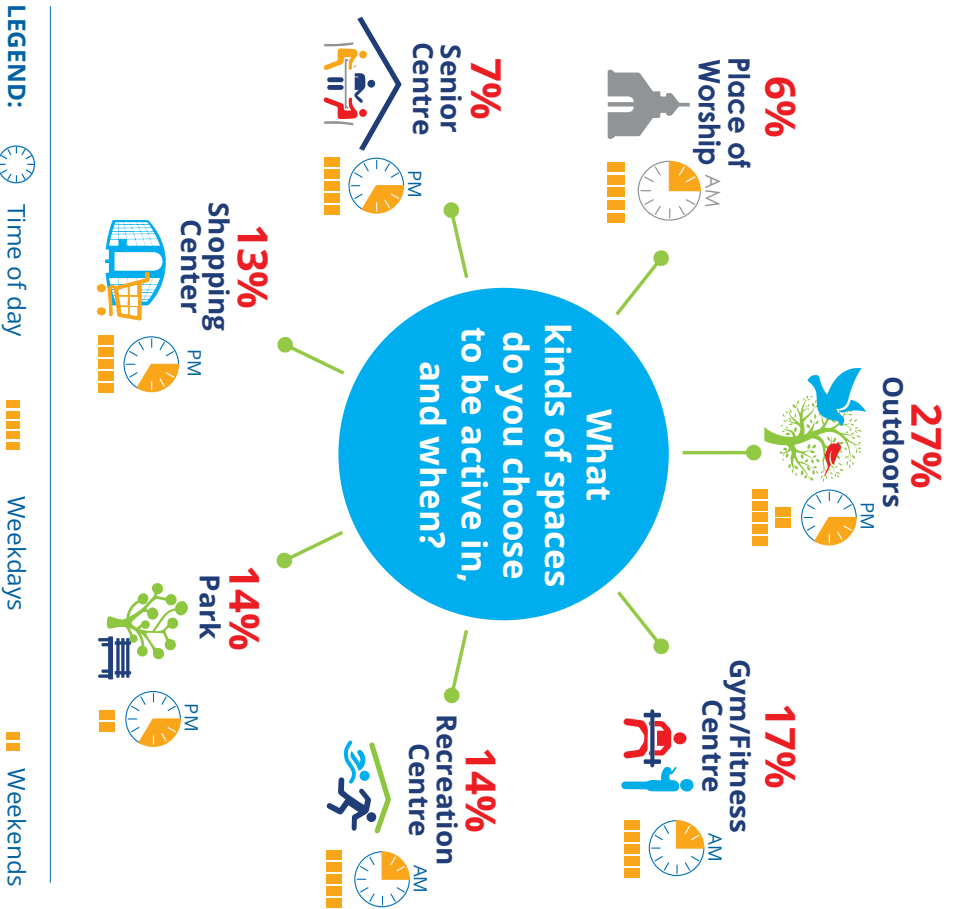 What
kinds of spaces
do you choose
to be active in,
and when?
27%
Outdoors
PM
17%
Gym/Fitness
Centre
AM
14%
Recreation
Centre
AM
14%
Park
PM
13%
Shopping
Center
PM
7%
Senior
Centre
PM
6%
Place of
Worship
AM
LEGEND:
Time of day
Weekdays
Weekends